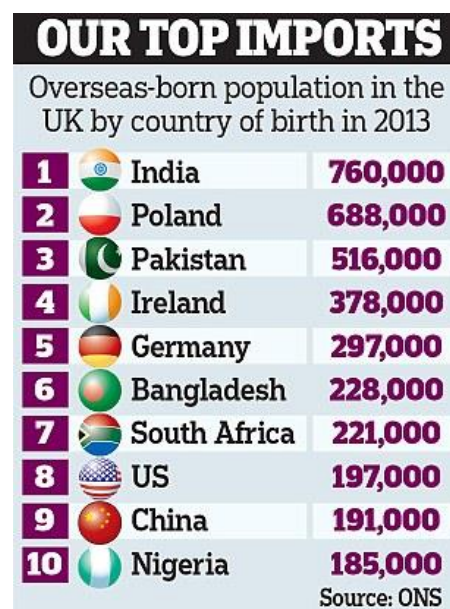 OUR TOP IMPORTS
Overseas-born population in the
UK by country of birth in 2013
1 India 760,000
2 Poland 688,000
3 Pakistan 516,000
4 Ireland 378,000
5 Germany 297,000
6 Bangladesh 228,000
7 South Africa 221,000
8 US 197,000
9 China 191,000
10 Nigeria 185,000
Source: ONS